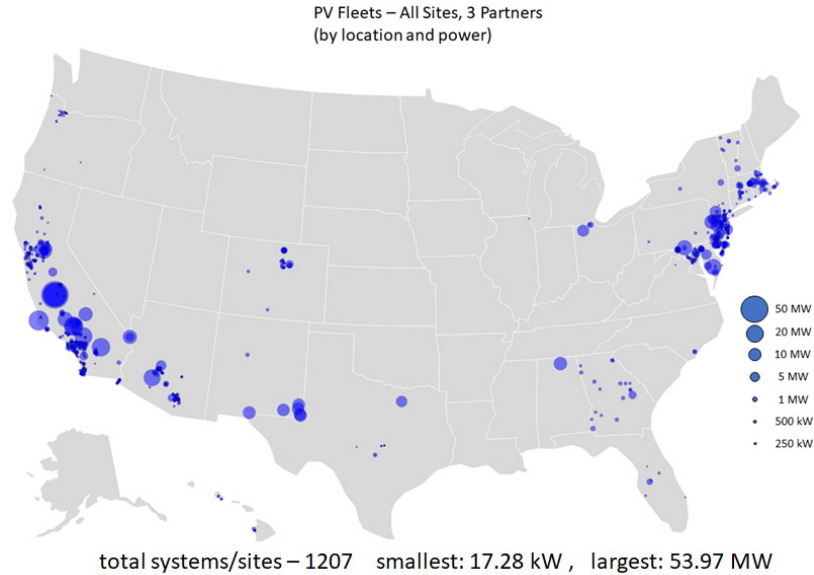 PV Fleets – All Sites, 3 Partners
(by location and power)
50 MW
20 MW
10 MW
5 MW
1 MW
500 kW
250 kW
total systems/sites – 1207 smallest: 17.28 kW , largest: 53.97 MW